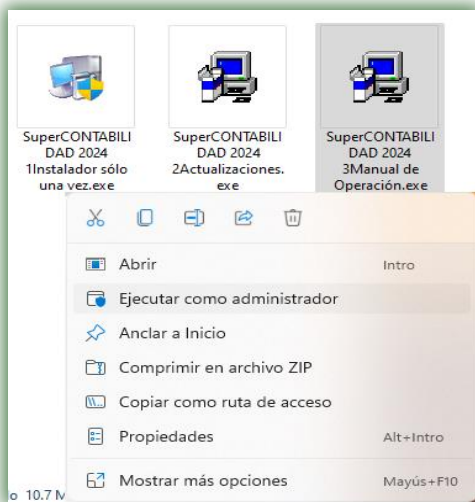 SuperCONTABILI
DAD 2024
1Instalador sólo
una vez.exe
SuperCONTABILI
DAD 2024
2Actualizaciones.
exe
SuperCONTABILI
DAD 2024
3Manual de
Operación.exe
Abrir Intro
Ejecutar como administrador
Anclar a Inicio
Comprimir en archivo ZIP
Copiar como ruta de acceso
Propiedades Alt+Intro
Mostrar más opciones Mayús+F10
o 10.7 M